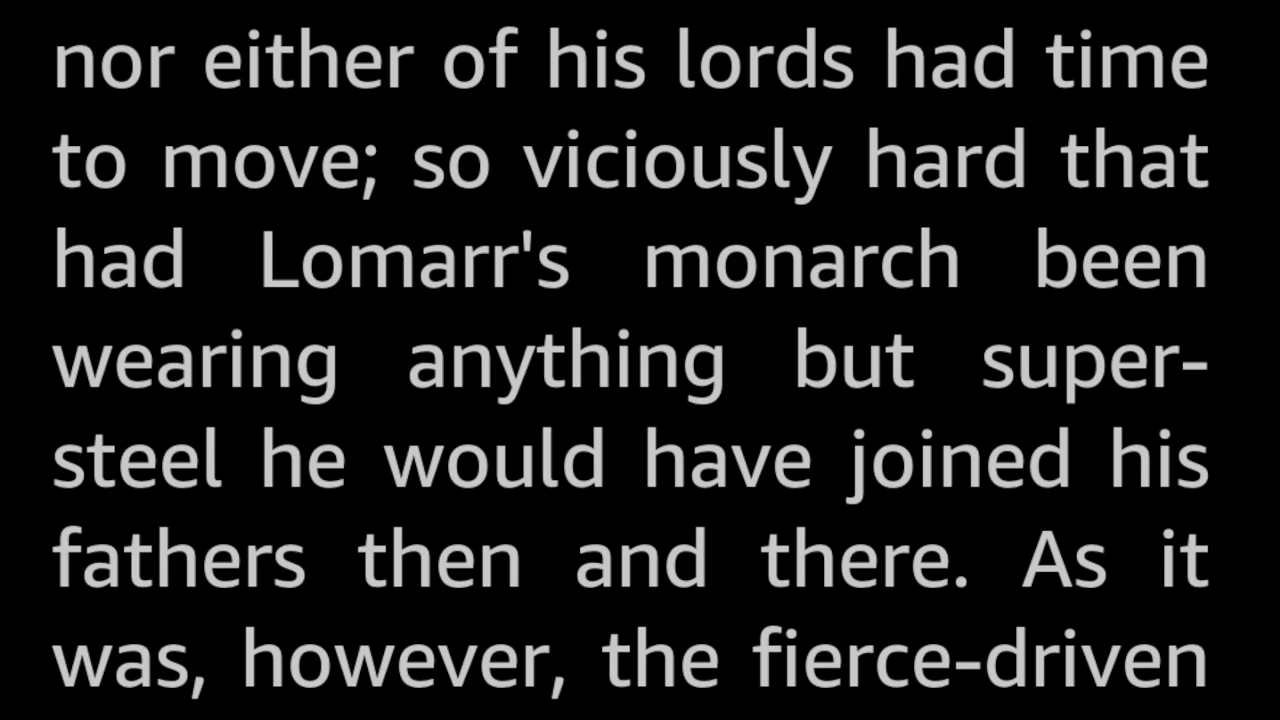 nor either of his lords had time
to move; so viciously hard that
had Lomarr's monarch been
wearing anything but super-
steel he would have joined his
fathers then and there. As it
was, however, the fierce-driven